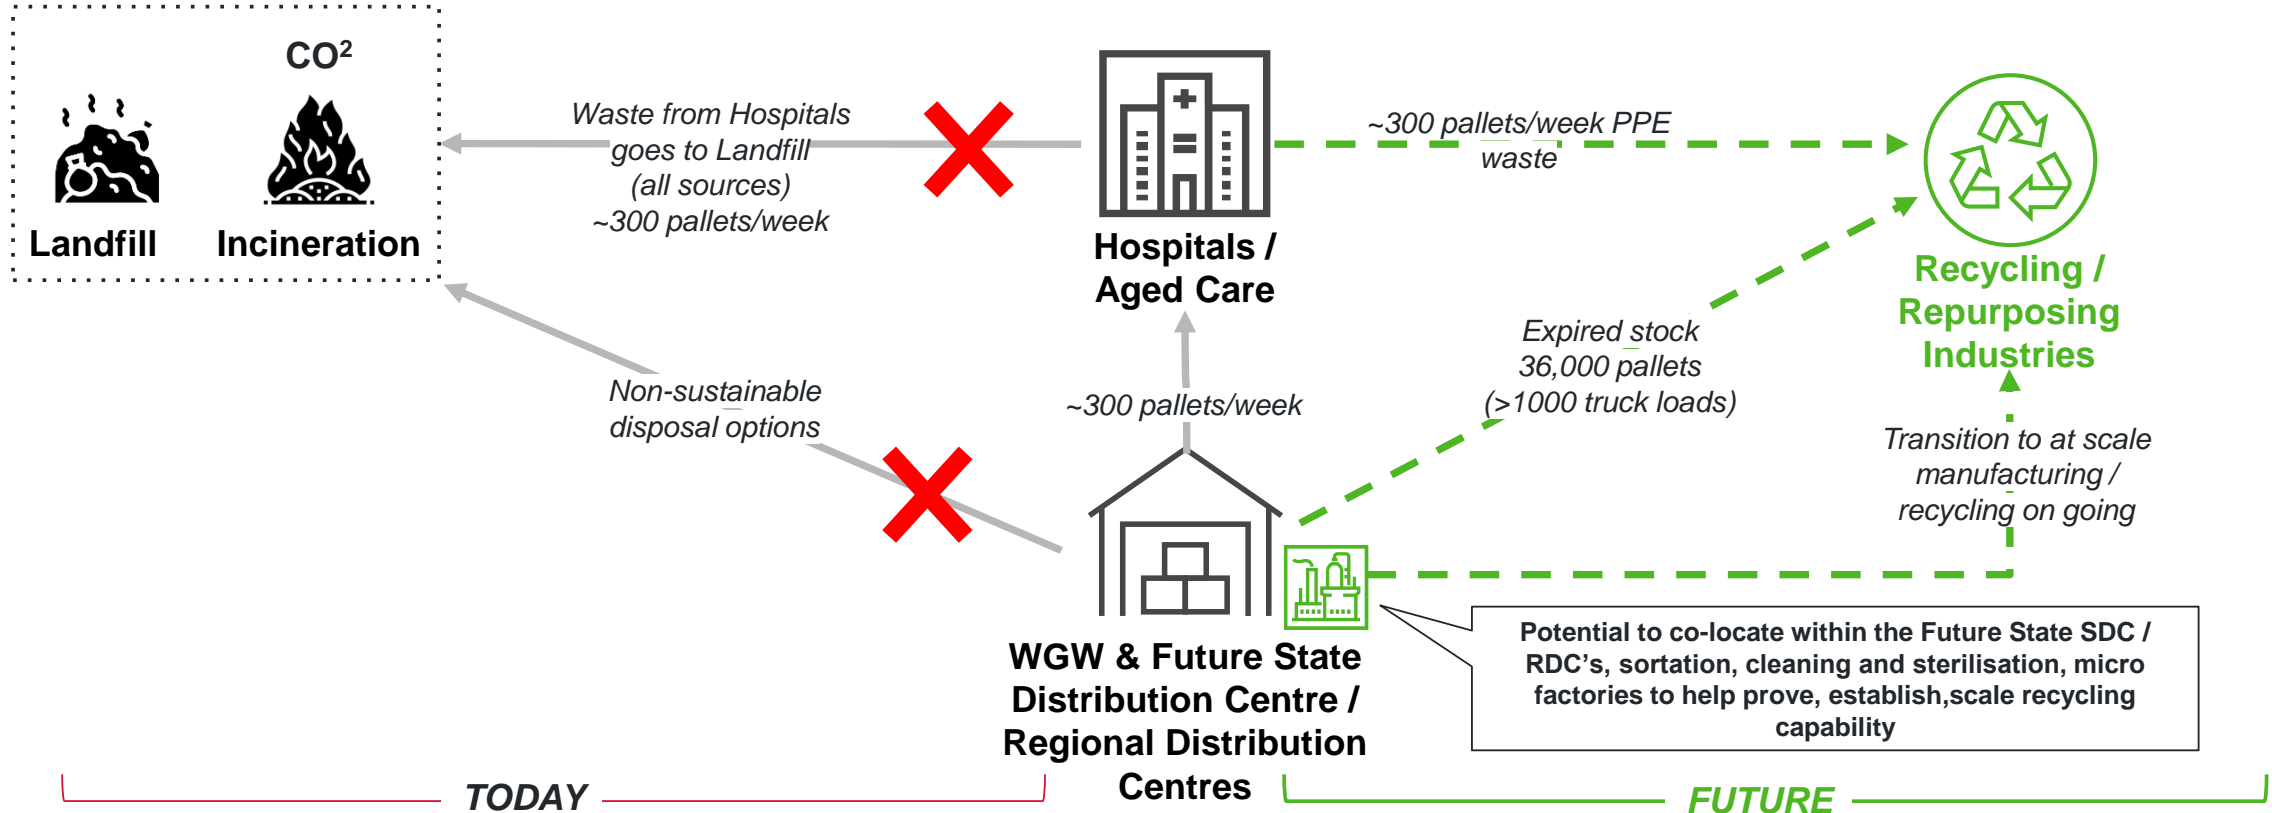 CO²
Landfill
Incineration
Waste from Hospitals
goes to Landfill
(all sources)
~300 pallets/week
Non-sustainable
disposal options
Hospitals /
Aged Care
~300 pallets/week
WGW & Future State
Distribution Centre /
Regional Distribution
Centres
~300 pallets/week PPE
waste
Expired stock
36,000 pallets
(>1000 truck loads)
Recycling /
Repurposing
Industries
Transition to at scale
manufacturing /
recycling on going
Potential to co-locate within the Future State SDC /
RDC's, sortation, cleaning and sterilisation, micro
factories to help prove, establish,scale recycling
capability
TODAY
FUTURE